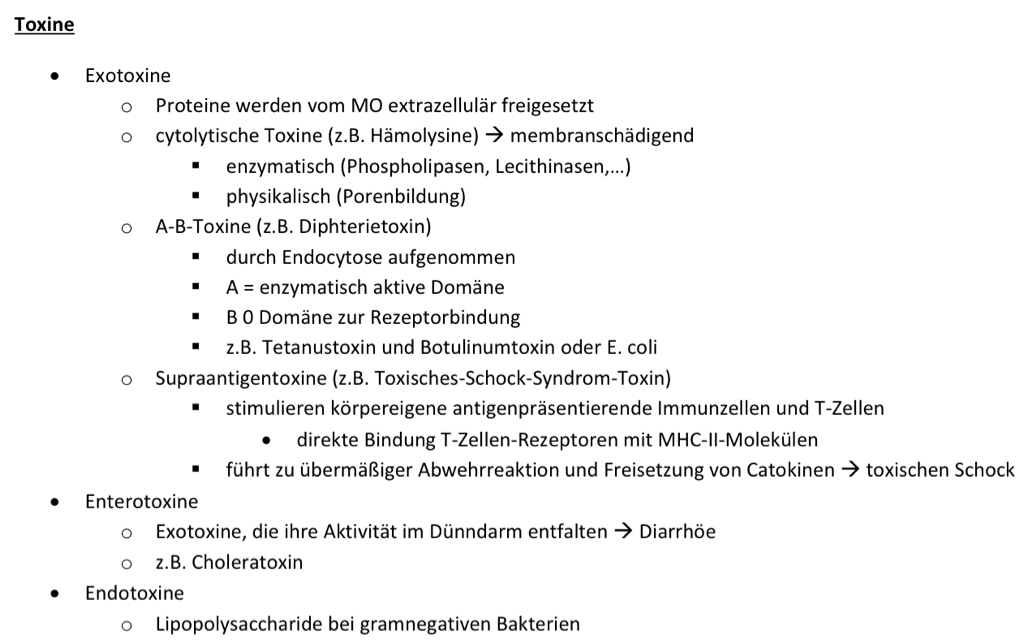 Toxine
• Exotoxine
o Proteine werden vom MO extrazellulär freigesetzt
o cytolytische Toxine (z.B. Hämolysine) → membranschädigend
▪ enzymatisch (Phospholipasen, Lecithinasen,...)
▪ physikalisch (Porenbildung)
o A-B-Toxine (z.B. Diphterietoxin)
▪ durch Endocytose aufgenommen
▪ A = enzymatisch aktive Domäne
▪ B 0 Domäne zur Rezeptorbindung
▪ z.B. Tetanustoxin und Botulinumtoxin oder E. coli
o Supraantigentoxine (z.B. Toxisches-Schock-Syndrom-Toxin)
▪ stimulieren körpereigene antigenpräsentierende Immunzellen und T-Zellen
• direkte Bindung T-Zellen-Rezeptoren mit MHC-II-Molekülen
▪ führt zu übermäßiger Abwehrreaktion und Freisetzung von Catokinen → toxischen Schock
• Enterotoxine
o Exotoxine, die ihre Aktivität im Dünndarm entfalten → Diarrhöe
o z.B. Choleratoxin
• Endotoxine
o Lipopolysaccharide bei gramnegativen Bakterien